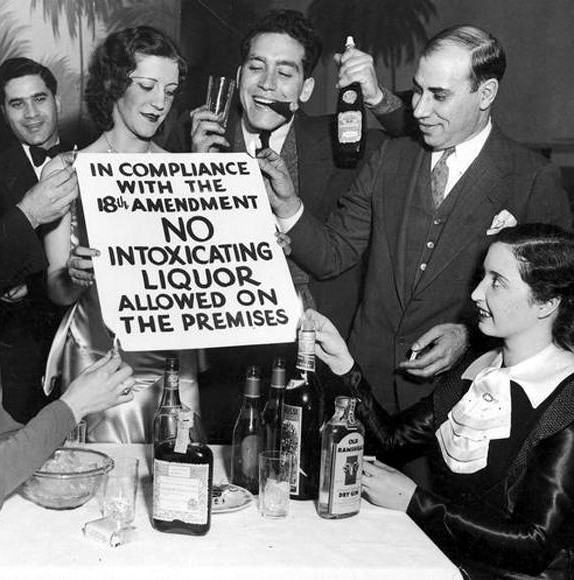 IN COMPLIANCE
WITH THE
18th AMENDMENT
NO
INTOXICATING
LIQUOR
ALLOWED ON
THE PREMISES
OLD
DRY GIN